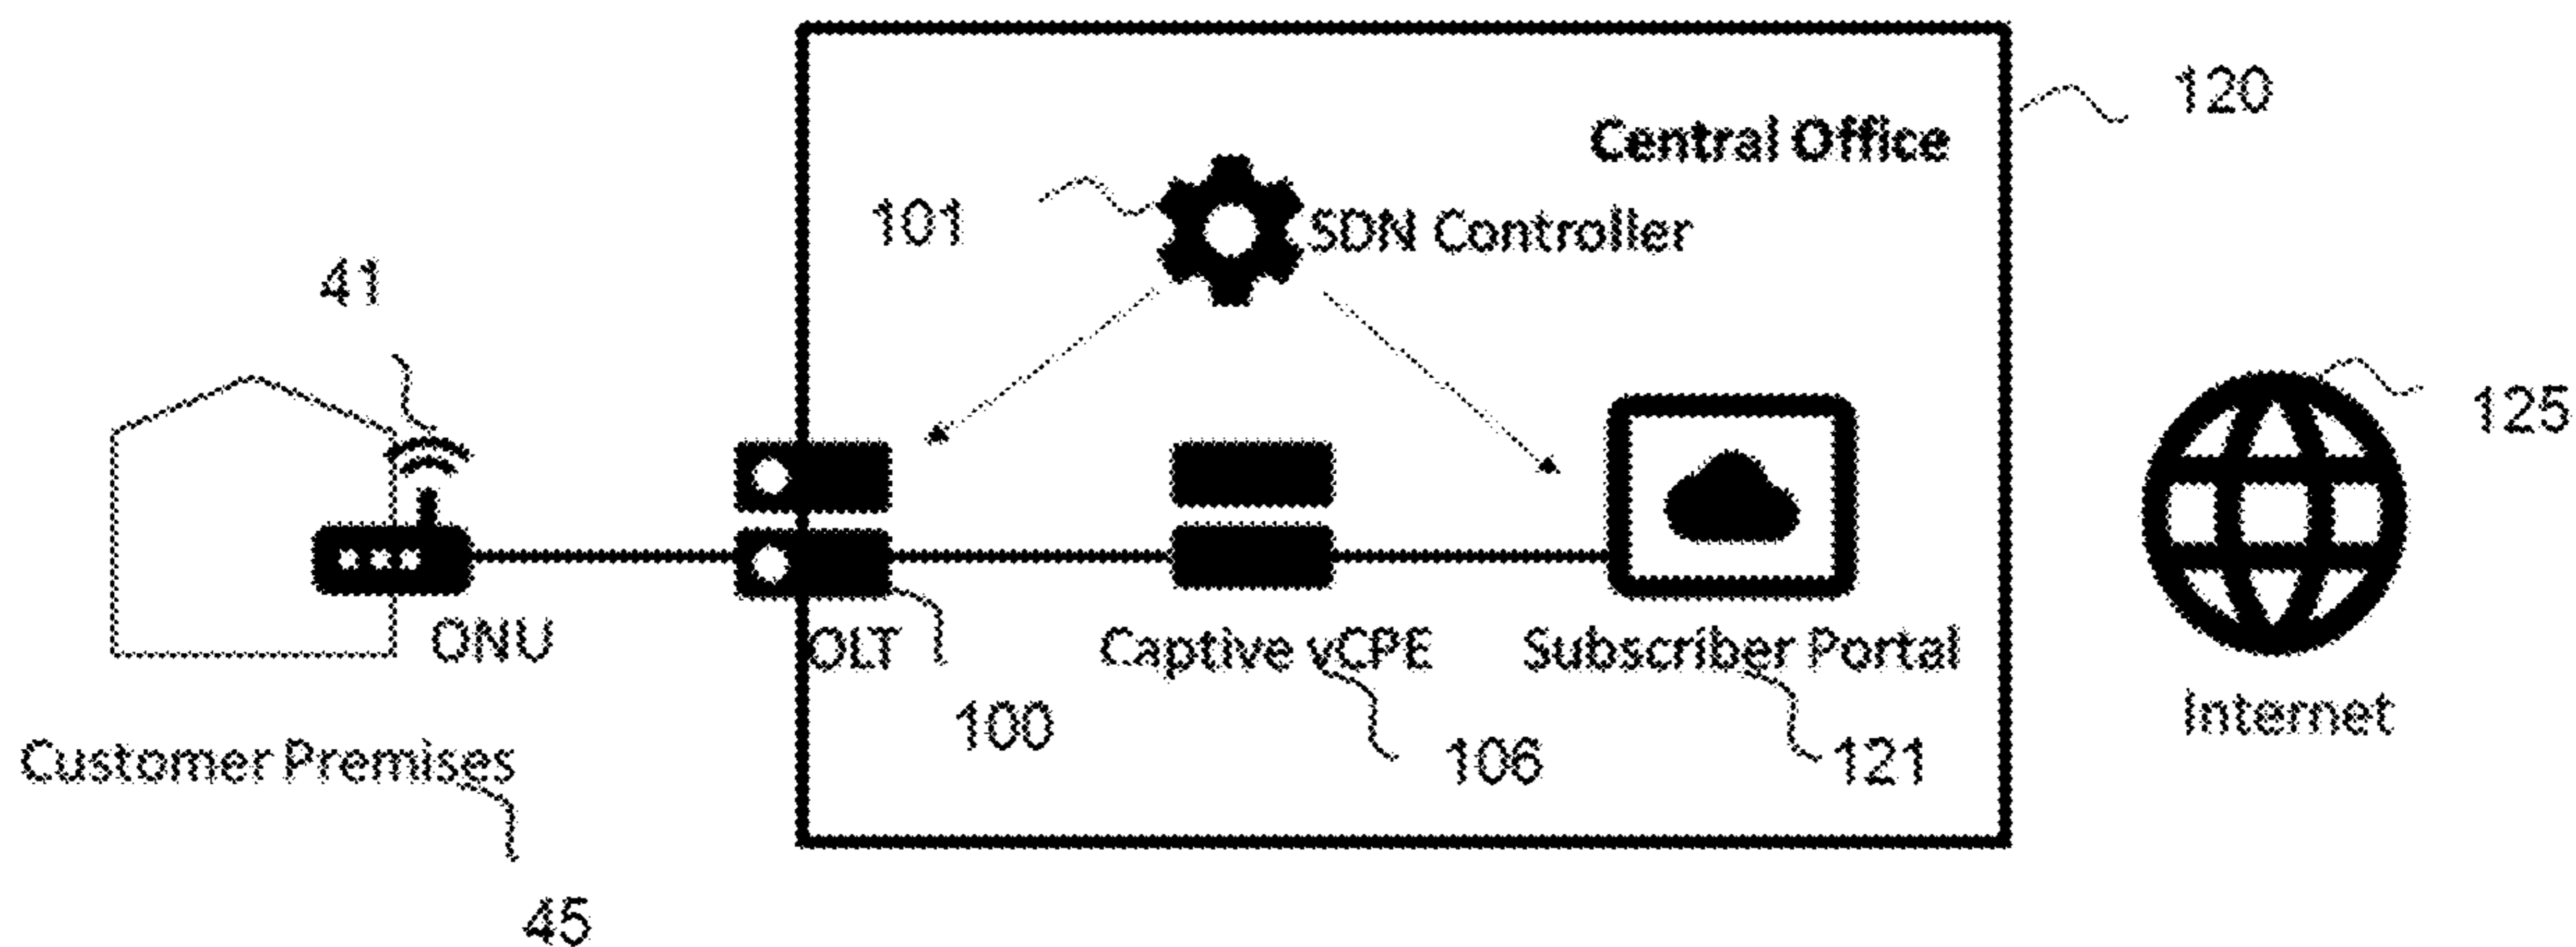 120
Central Office
101
SDN Controller
41
125
ONU
OLT
Captive vCPE
Subscriber Portal
100
Internet
Customer Premises
106
121
45